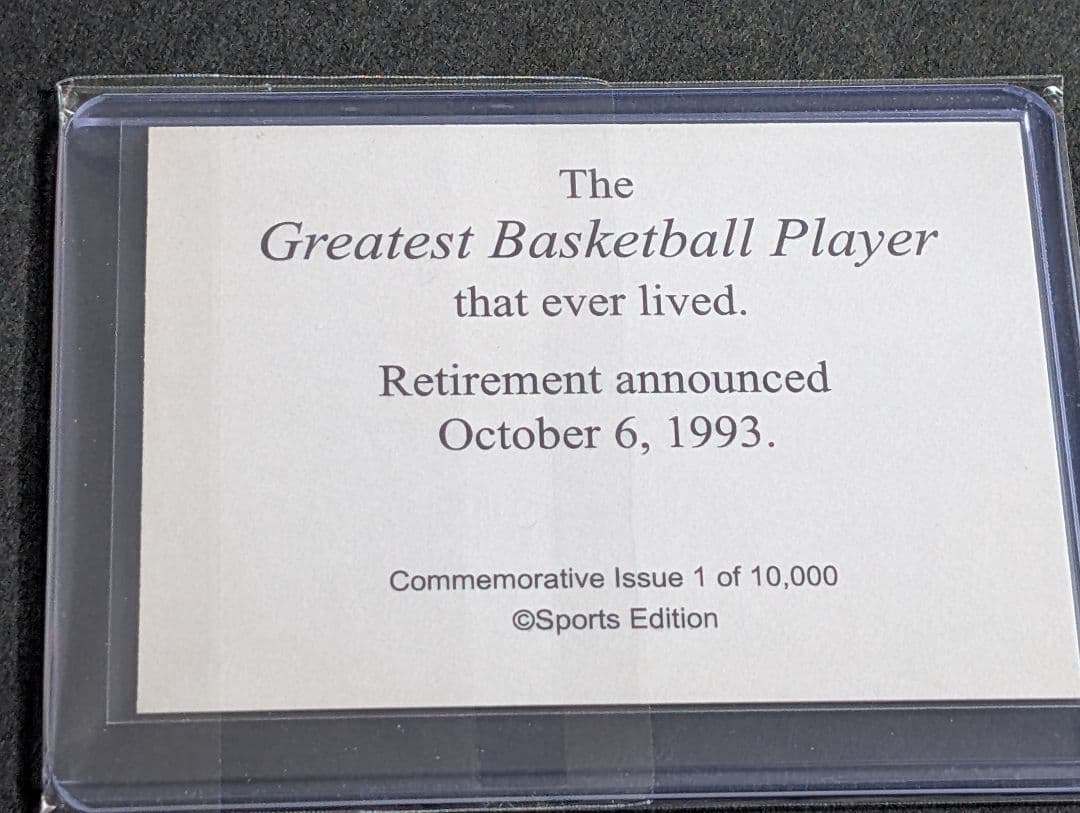 The
Greatest Basketball Player
that ever lived.
Retirement announced
October 6, 1993.
Commemorative Issue 1 of 10,000
©Sports Edition